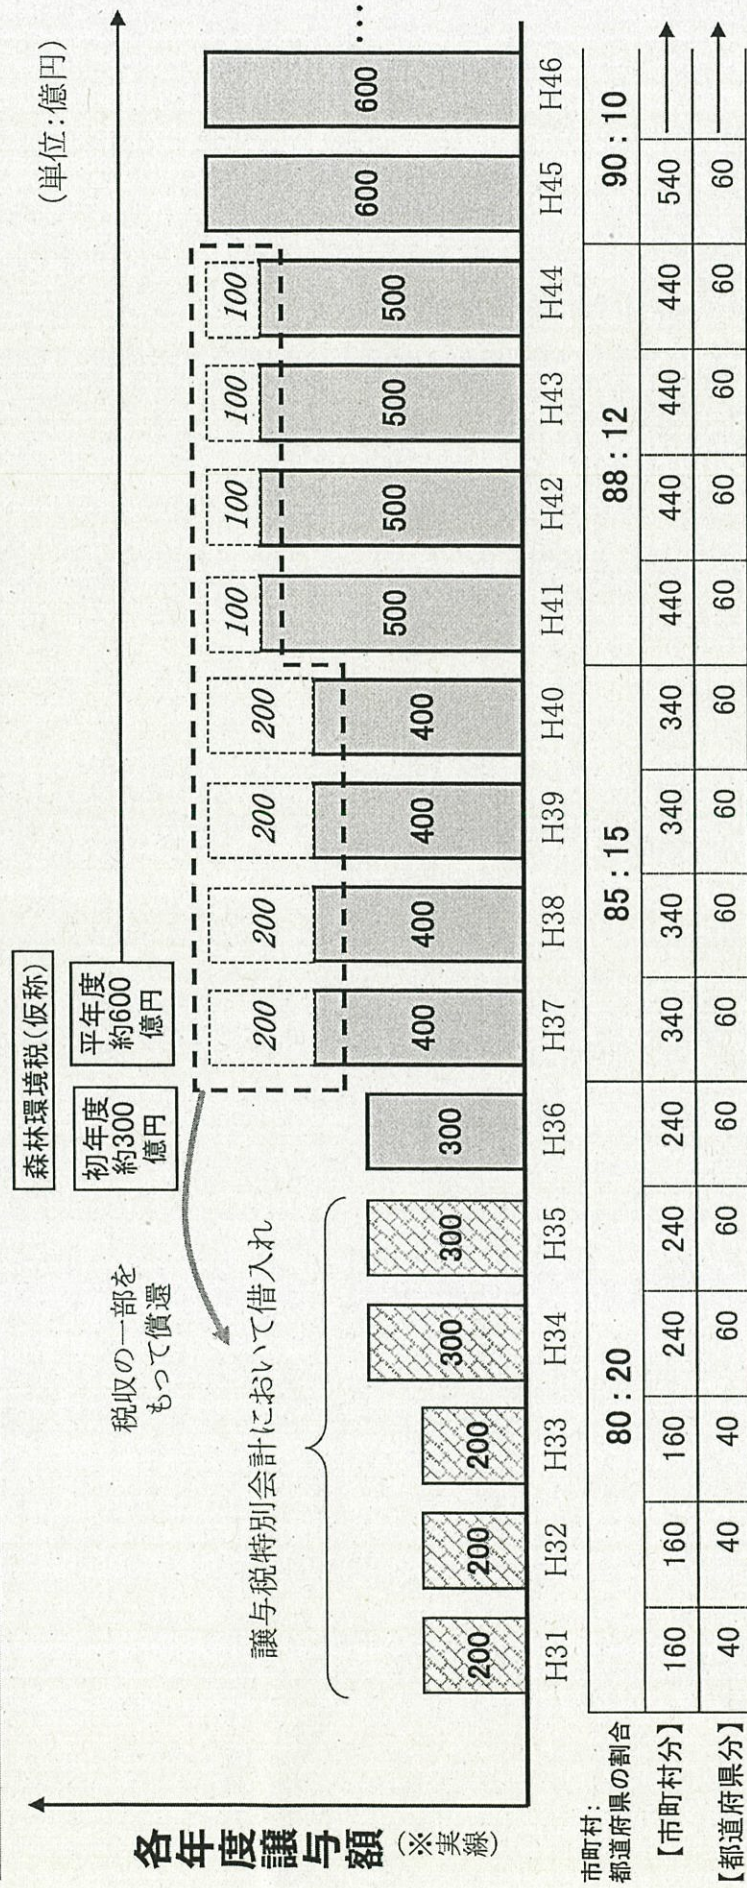 (単位：億円)
森林環境税(仮称)
初年度
約300
億円
平年度
約600
億円
税収の一部を
もって償還
譲与税特別会計において借入れ
各年度譲与額
(※実線)
200 200 200 200 100 100 100 100
200 200 200 300 300 300 400 400 400 400 500 500 500 500 600 600 ‥‥
H31 H32 H33 H34 H35 H36 H37 H38 H39 H40 H41 H42 H43 H44 H45 H46
市町村：
都道府県の割合
80：20 85：15 88：12 90：10
【市町村分】 160 160 160 240 240 240 340 340 340 340 440 440 440 440 540
【都道府県分】 40 40 40 60 60 60 60 60 60 60 60 60 60 60 60